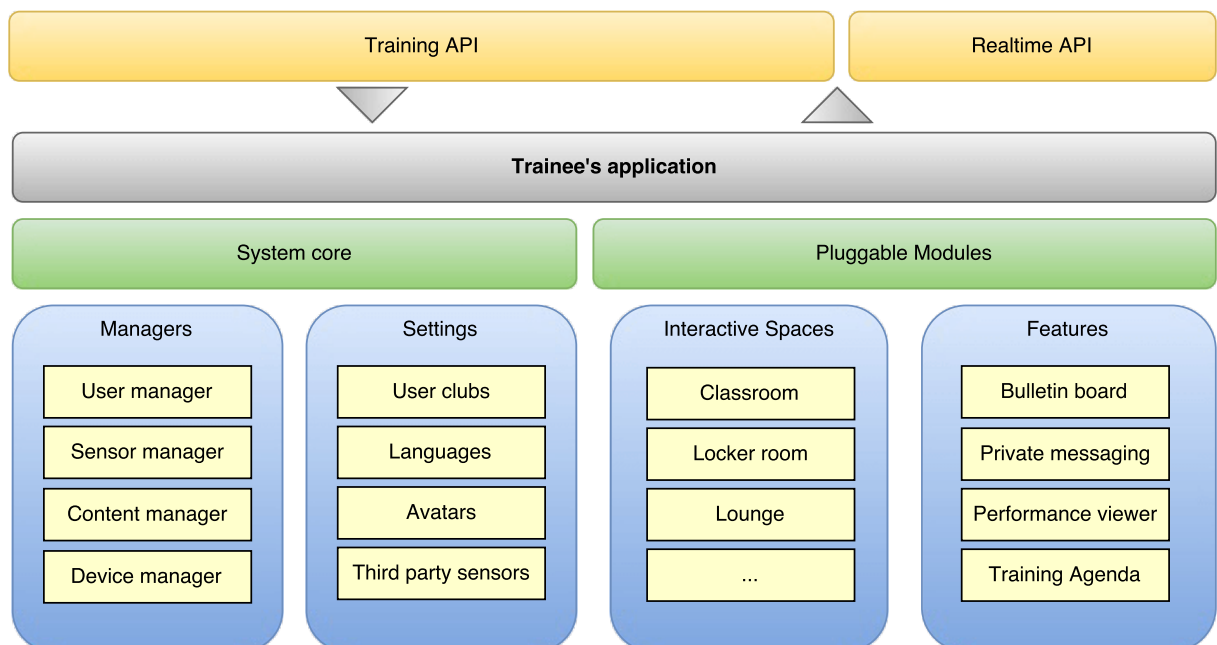 Training API
Realtime API
Trainee's application
System core
Pluggable Modules
Managers
User manager
Sensor manager
Content manager
Device manager
Settings
User clubs
Languages
Avatars
Third party sensors
Interactive Spaces
Classroom
Locker room
Lounge
...
Features
Bulletin board
Private messaging
Performance viewer
Training Agenda